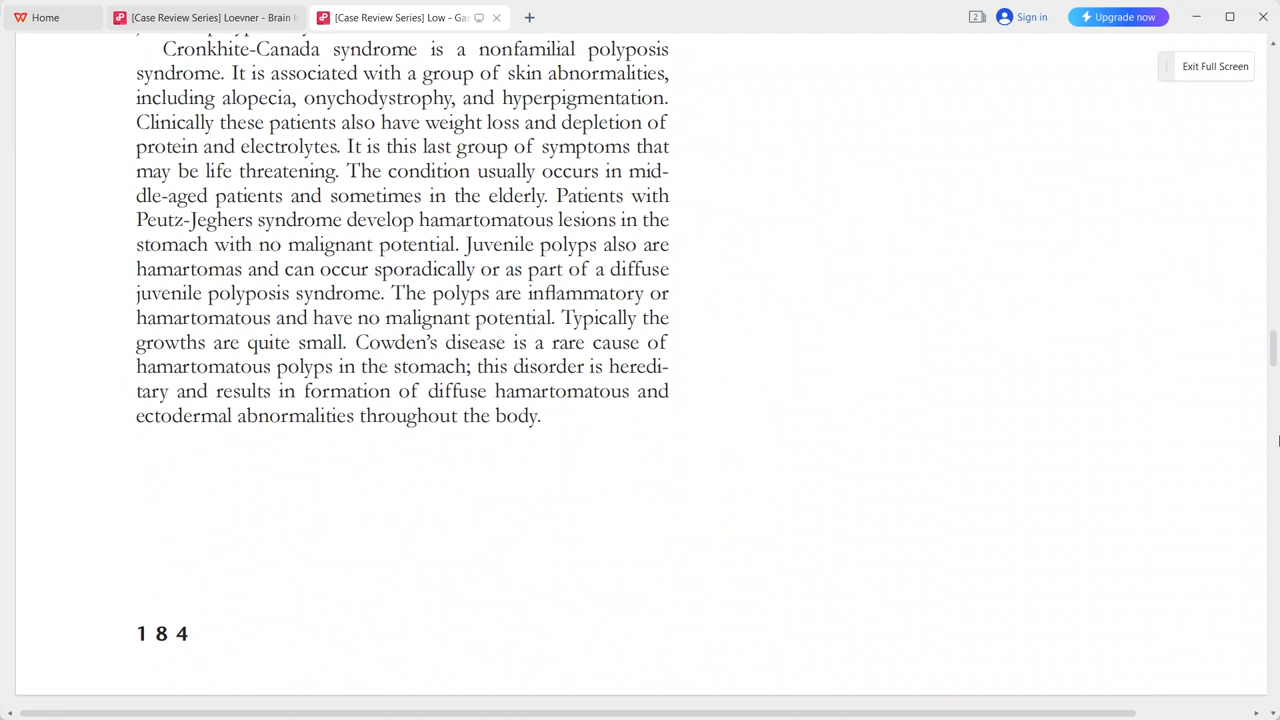 Home
[Case Review Series] Loevner - Brain I
[Case Review Series] Low - Gas
2
Sign in
Upgrade now
Exit Full Screen
Cronkhite-Canada syndrome is a nonfamilial polyposis
syndrome. It is associated with a group of skin abnormalities,
including alopecia, onychodystrophy, and hyperpigmentation.
Clinically these patients also have weight loss and depletion of
protein and electrolytes. It is this last group of symptoms that
may be life threatening. The condition usually occurs in mid-
dle-aged patients and sometimes in the elderly. Patients with
Peutz-Jeghers syndrome develop hamartomatous lesions in the
stomach with no malignant potential. Juvenile polyps also are
hamartomas and can occur sporadically or as part of a diffuse
juvenile polyposis syndrome. The polyps are inflammatory or
hamartomatous and have no malignant potential. Typically the
growths are quite small. Cowden's disease is a rare cause of
hamartomatous polyps in the stomach; this disorder is heredi-
tary and results in formation of diffuse hamartomatous and
ectodermal abnormalities throughout the body.
184